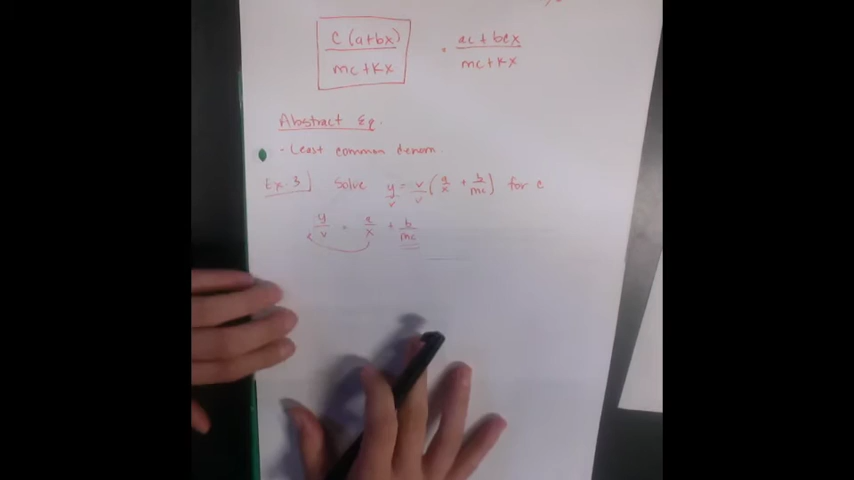 C (a+bx) / mc+Kx = ac + bcx / mc+Kx
Abstract Eq.
- Least common denom.
Ex. 3] Solve y/v = v/v ( a/x + b/mc ) for c
y/v = a/x + b/mc